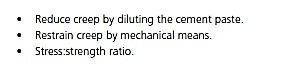 • Reduce creep by diluting the cement paste.
• Restrain creep by mechanical means.
• Stress:strength ratio.